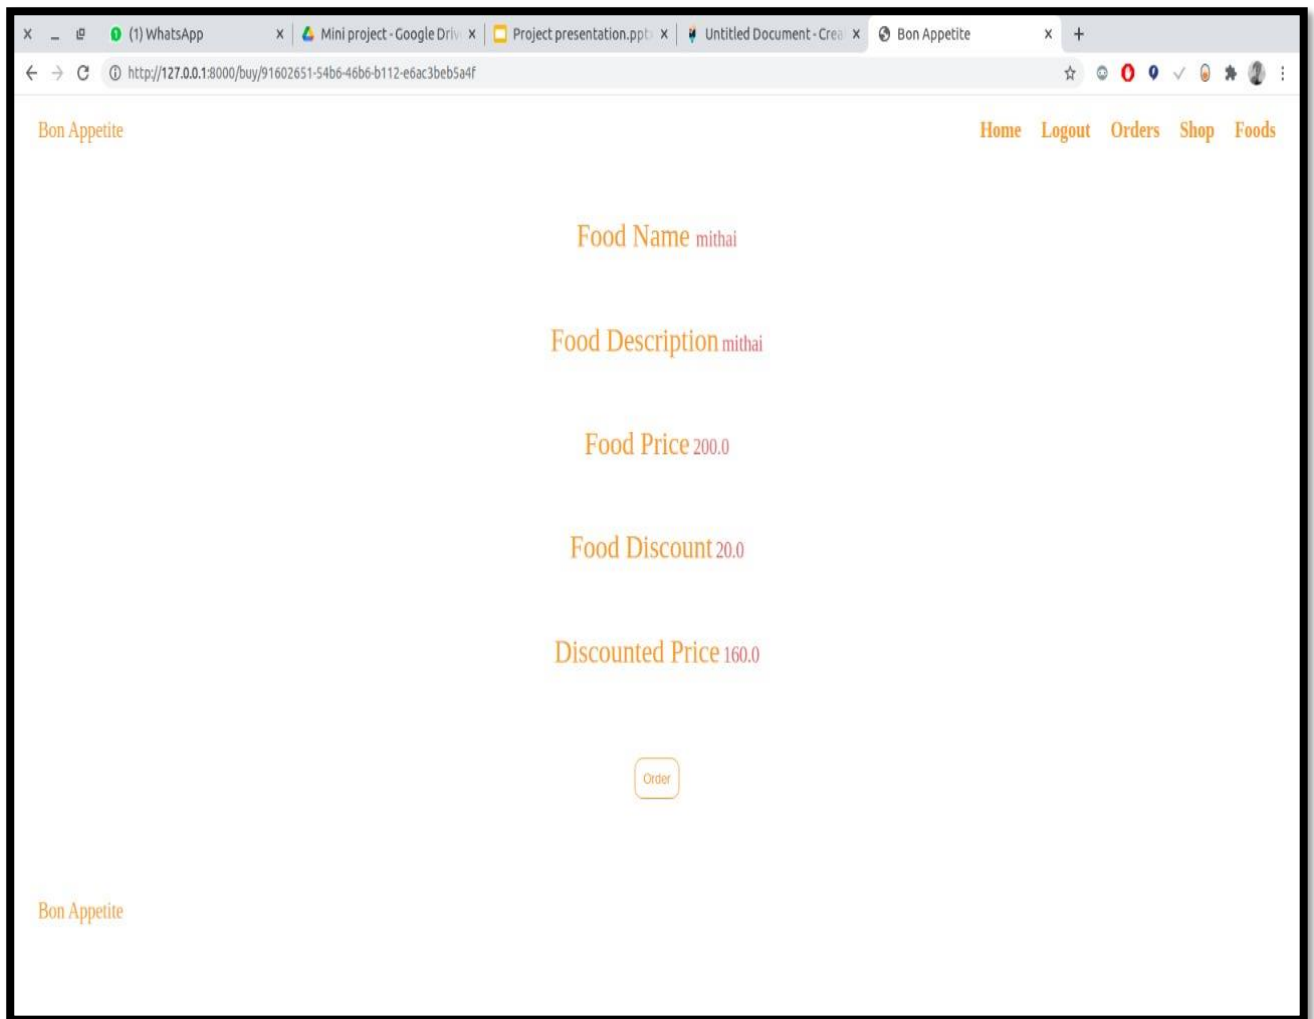 (1) WhatsApp Mini project - Google Driv Project presentation.ppt Untitled Document - Crea Bon Appetite
http://127.0.0.1:8000/buy/91602651-54b6-46b6-b112-e6ac3beb5a4f
Bon Appetite Home Logout Orders Shop Foods
Food Name mithai
Food Description mithai
Food Price 200.0
Food Discount 20.0
Discounted Price 160.0
Order
Bon Appetite